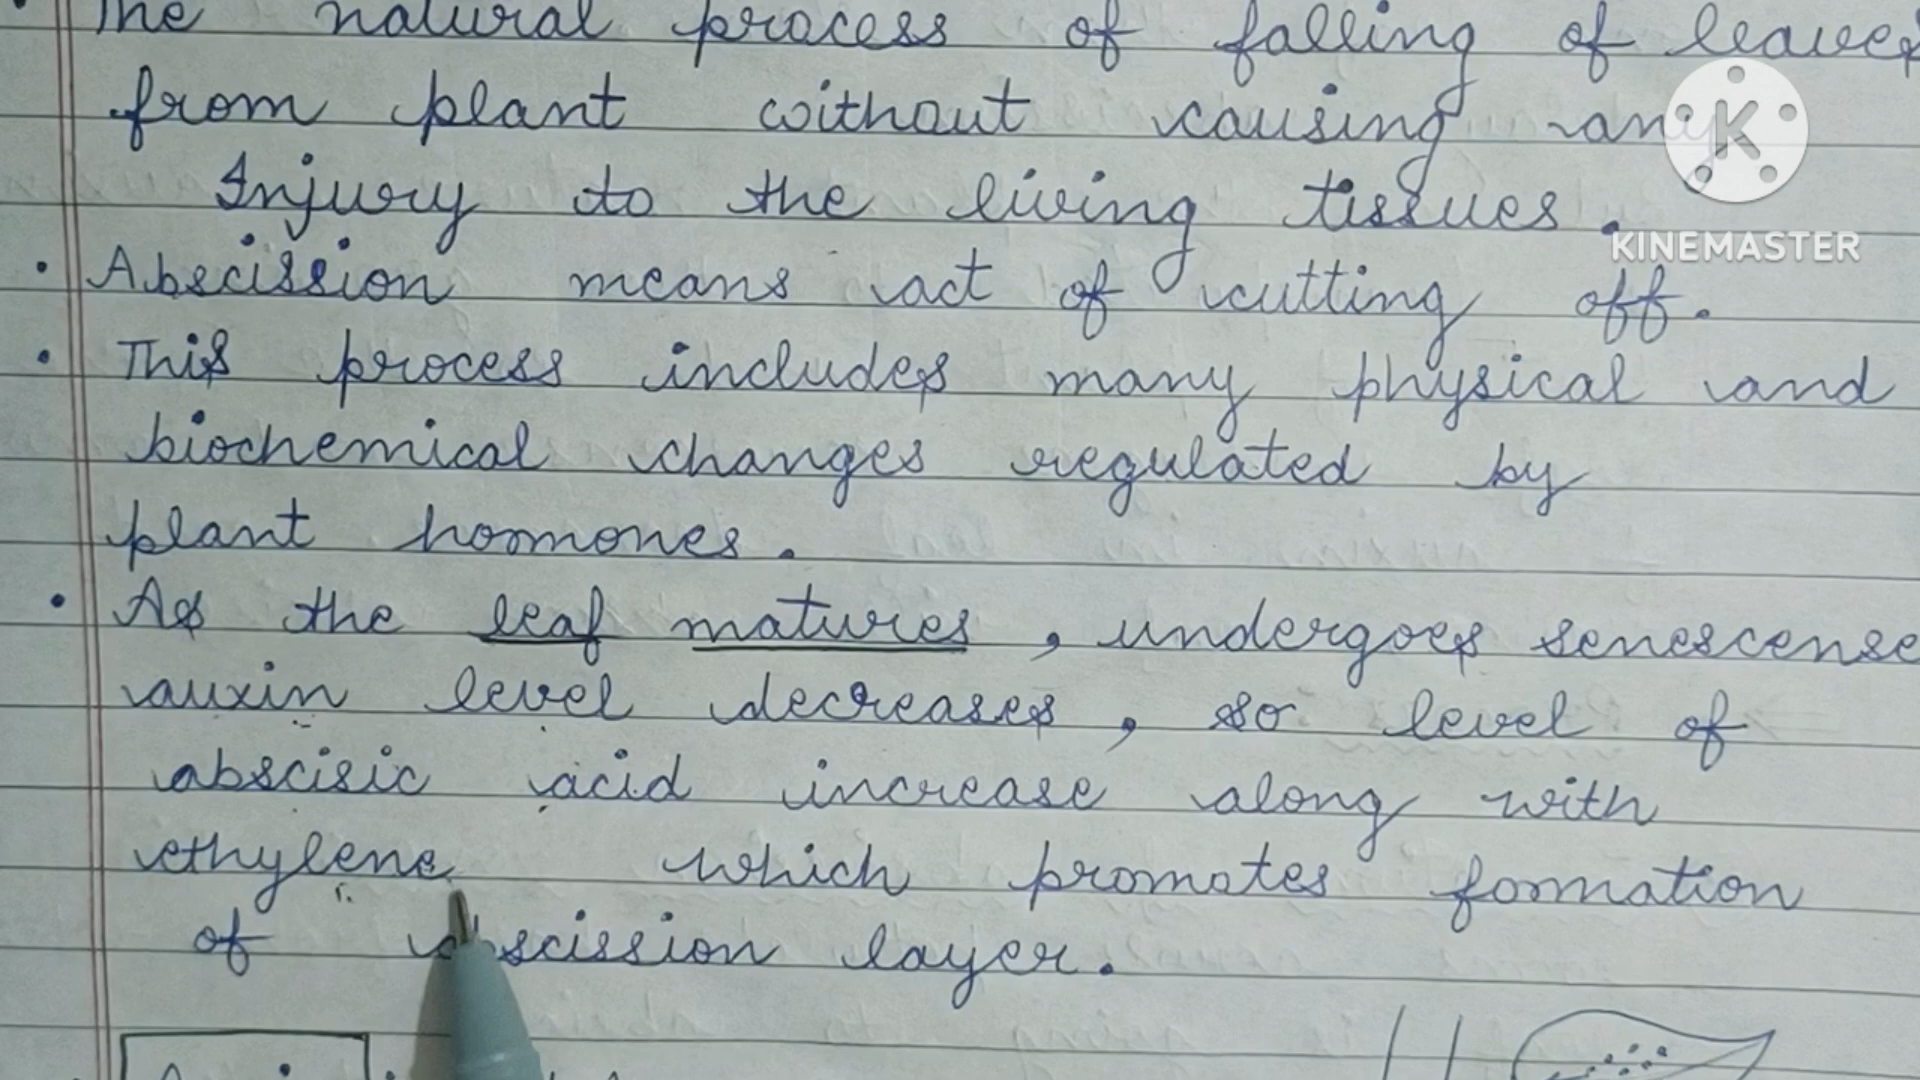 The natural process of falling of leaves
from plant without causing any
Injury to the living tissues.
KINEMASTER
• Abscission means act of cutting off.
• This process includes many physical and
biochemical changes regulated by
plant homones.
• As the leaf matures, undergoes senescense
auxin level decreases, so level of
abscisic acid increase along with
ethylene which promotes formation
of abscission layer.